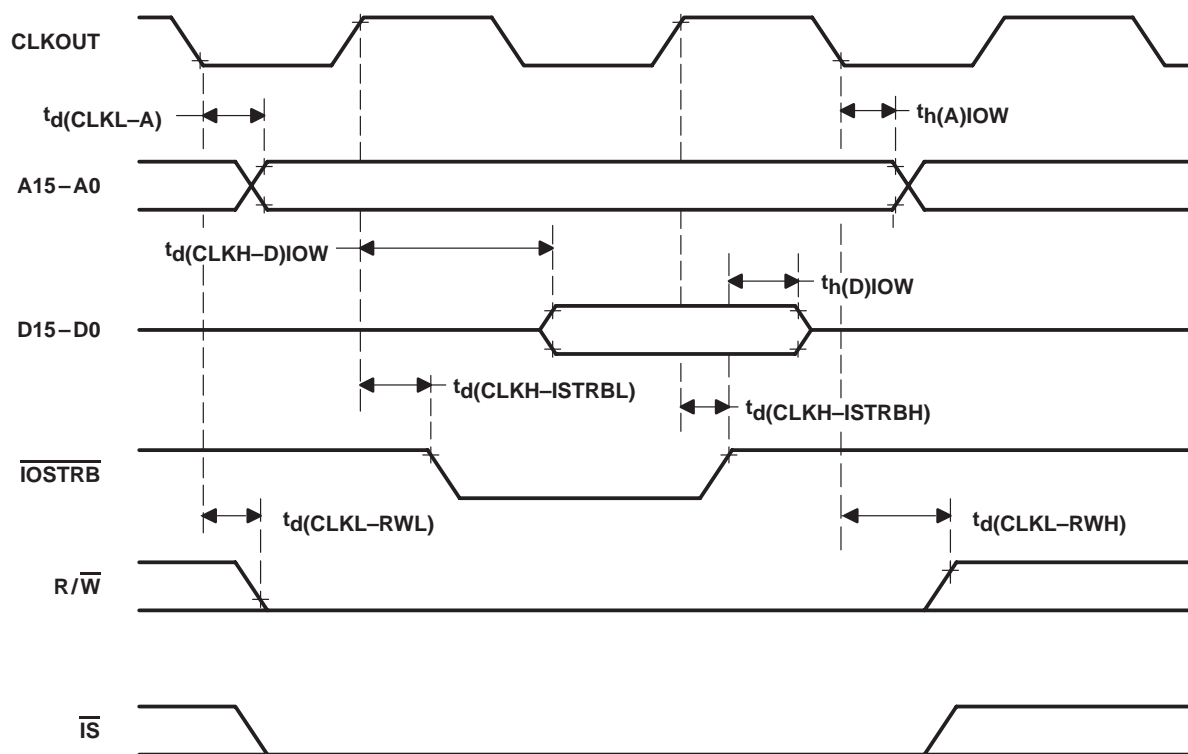 CLKOUT
td(CLKL–A)
th(A)IOW
A15–A0
td(CLKH–D)IOW
th(D)IOW
D15–D0
td(CLKH–ISTRBL)
td(CLKH–ISTRBH)
IOSTRB
td(CLKL–RWL)
td(CLKL–RWH)
R/W
IS